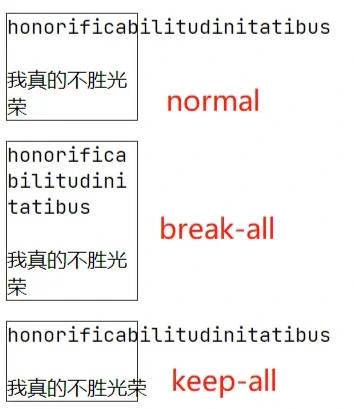 honorificabilitudinitatibus
我真的不胜光
荣
normal
honorifica
bilitudini
tatibus
我真的不胜光
荣
break-all
honorificabilitudinitatibus
我真的不胜光荣
keep-all